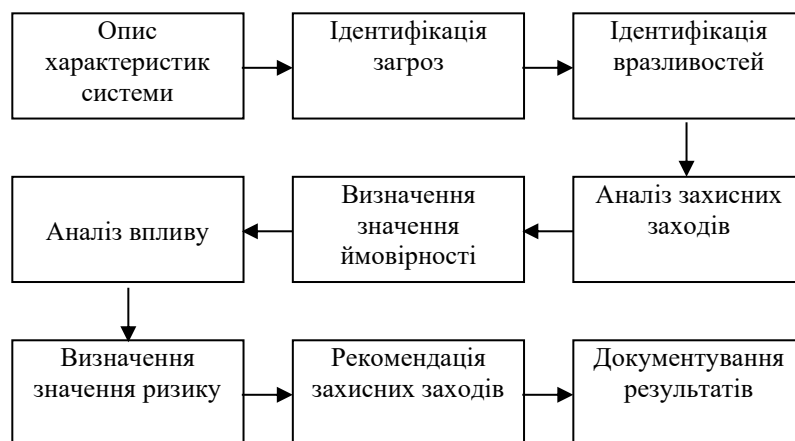 Опис
характеристик
системи
Ідентифікація
загроз
Ідентифікація
вразливостей
Аналіз захисних
заходів
Визначення
значення
ймовірності
Аналіз впливу
Визначення
значення ризику
Рекомендація
захисних заходів
Документування
результатів